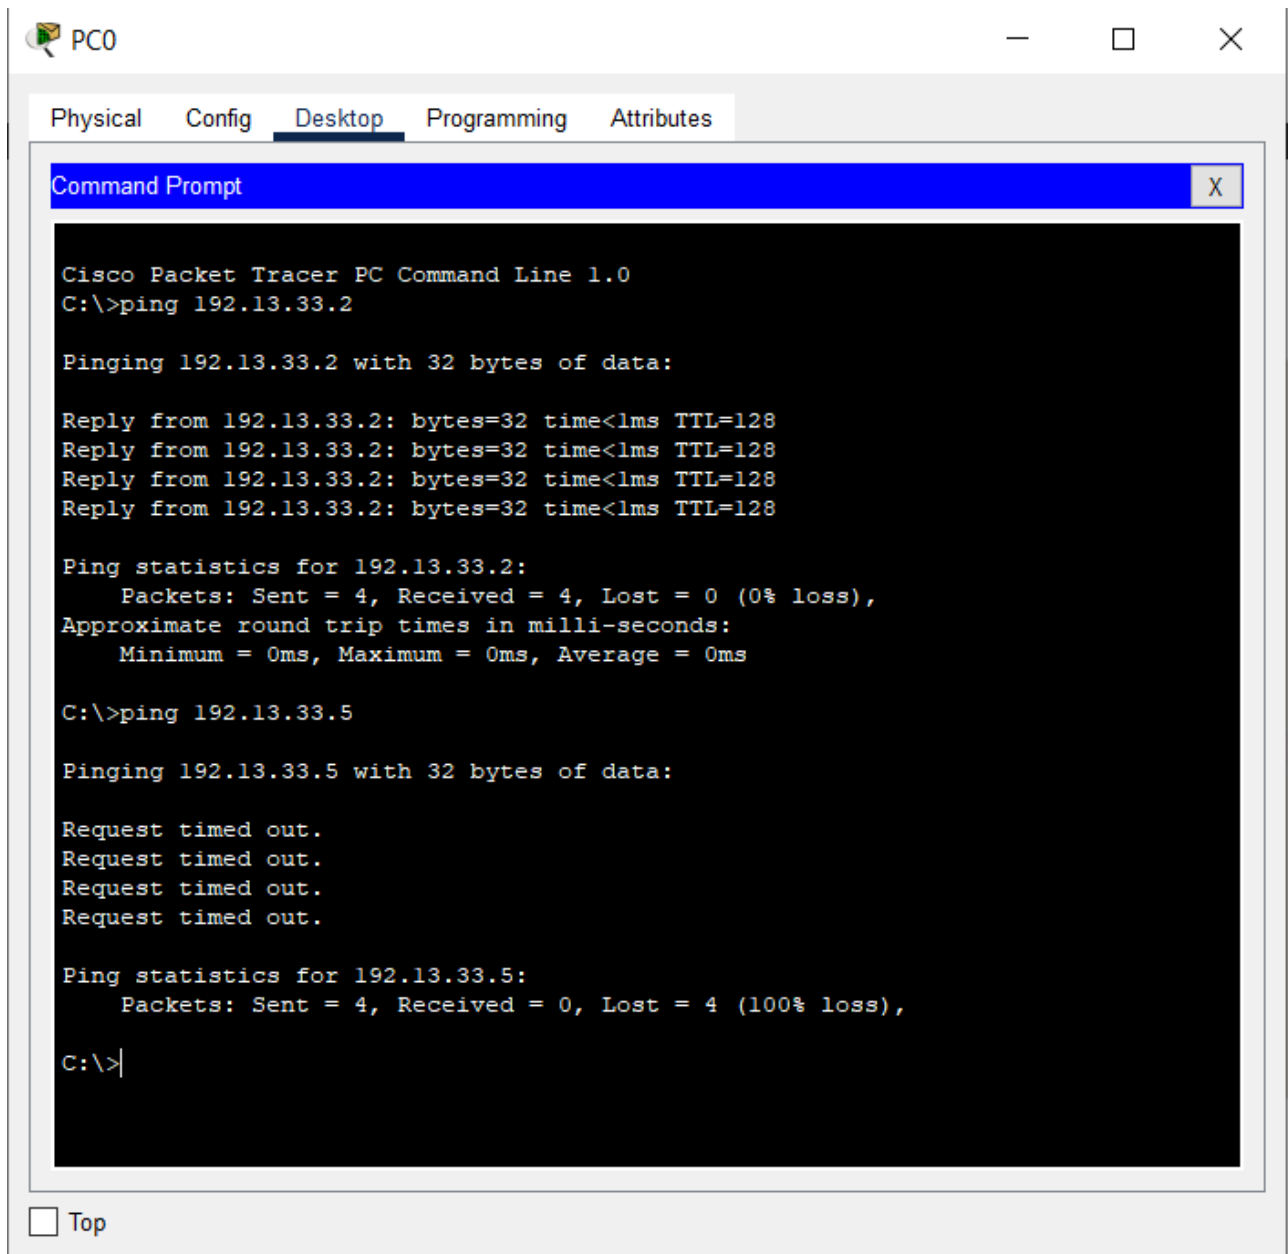 PC0
Physical Config Desktop Programming Attributes
Command Prompt X
Cisco Packet Tracer PC Command Line 1.0
C:\>ping 192.13.33.2
Pinging 192.13.33.2 with 32 bytes of data:
Reply from 192.13.33.2: bytes=32 time<1ms TTL=128
Reply from 192.13.33.2: bytes=32 time<1ms TTL=128
Reply from 192.13.33.2: bytes=32 time<1ms TTL=128
Reply from 192.13.33.2: bytes=32 time<1ms TTL=128
Ping statistics for 192.13.33.2:
    Packets: Sent = 4, Received = 4, Lost = 0 (0% loss),
Approximate round trip times in milli-seconds:
    Minimum = 0ms, Maximum = 0ms, Average = 0ms
C:\>ping 192.13.33.5
Pinging 192.13.33.5 with 32 bytes of data:
Request timed out.
Request timed out.
Request timed out.
Request timed out.
Ping statistics for 192.13.33.5:
    Packets: Sent = 4, Received = 0, Lost = 4 (100% loss),
C:\>
Top